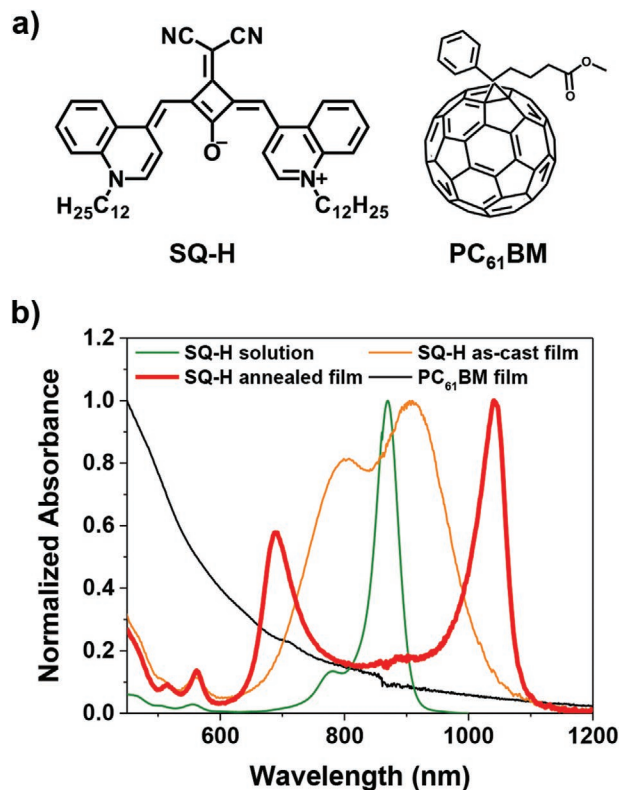 a)
NC CN
O⁻
N N⁺
H₂₅C₁₂ C₁₂H₂₅
O
O
SQ-H PC₆₁BM
b)
SQ-H solution SQ-H as-cast film
SQ-H annealed film PC₆₁BM film
Normalized Absorbance
1.2
1.0
0.8
0.6
0.4
0.2
0.0
600 800 1000 1200
Wavelength (nm)